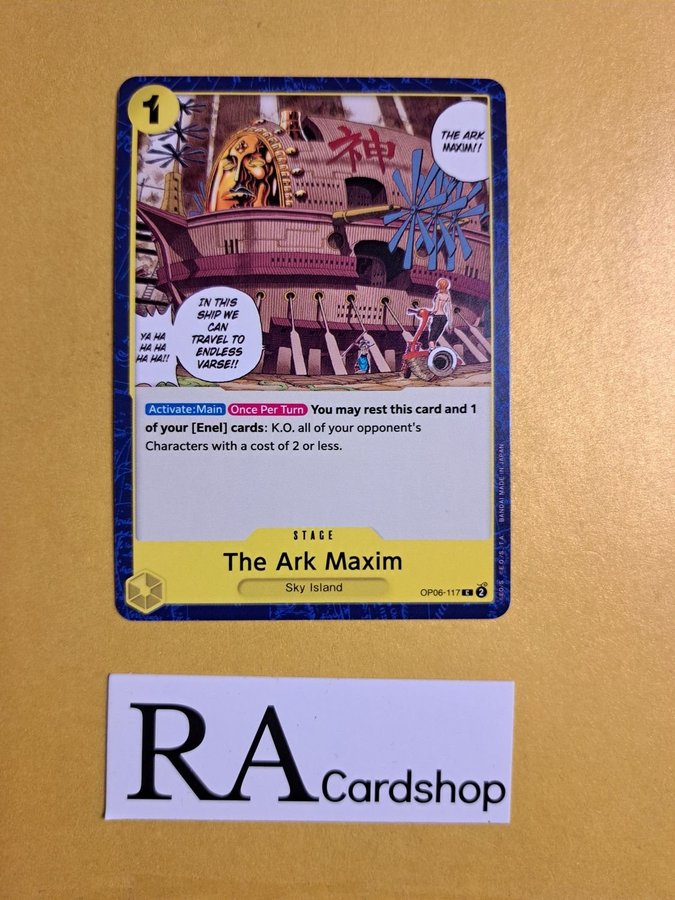 1
神
THE ARK
MAXIM!!
IN THIS
SHIP WE
CAN
TRAVEL TO
ENDLESS
VARSE!!
YA HA
HA HA
HA HA!!
Activate:Main Once Per Turn You may rest this card and 1
of your [Enel] cards: K.O. all of your opponent's
Characters with a cost of 2 or less.
STAGE
The Ark Maxim
Sky Island
OP06-117 C 2
BANDAI MADE IN JAPAN
RA Cardshop